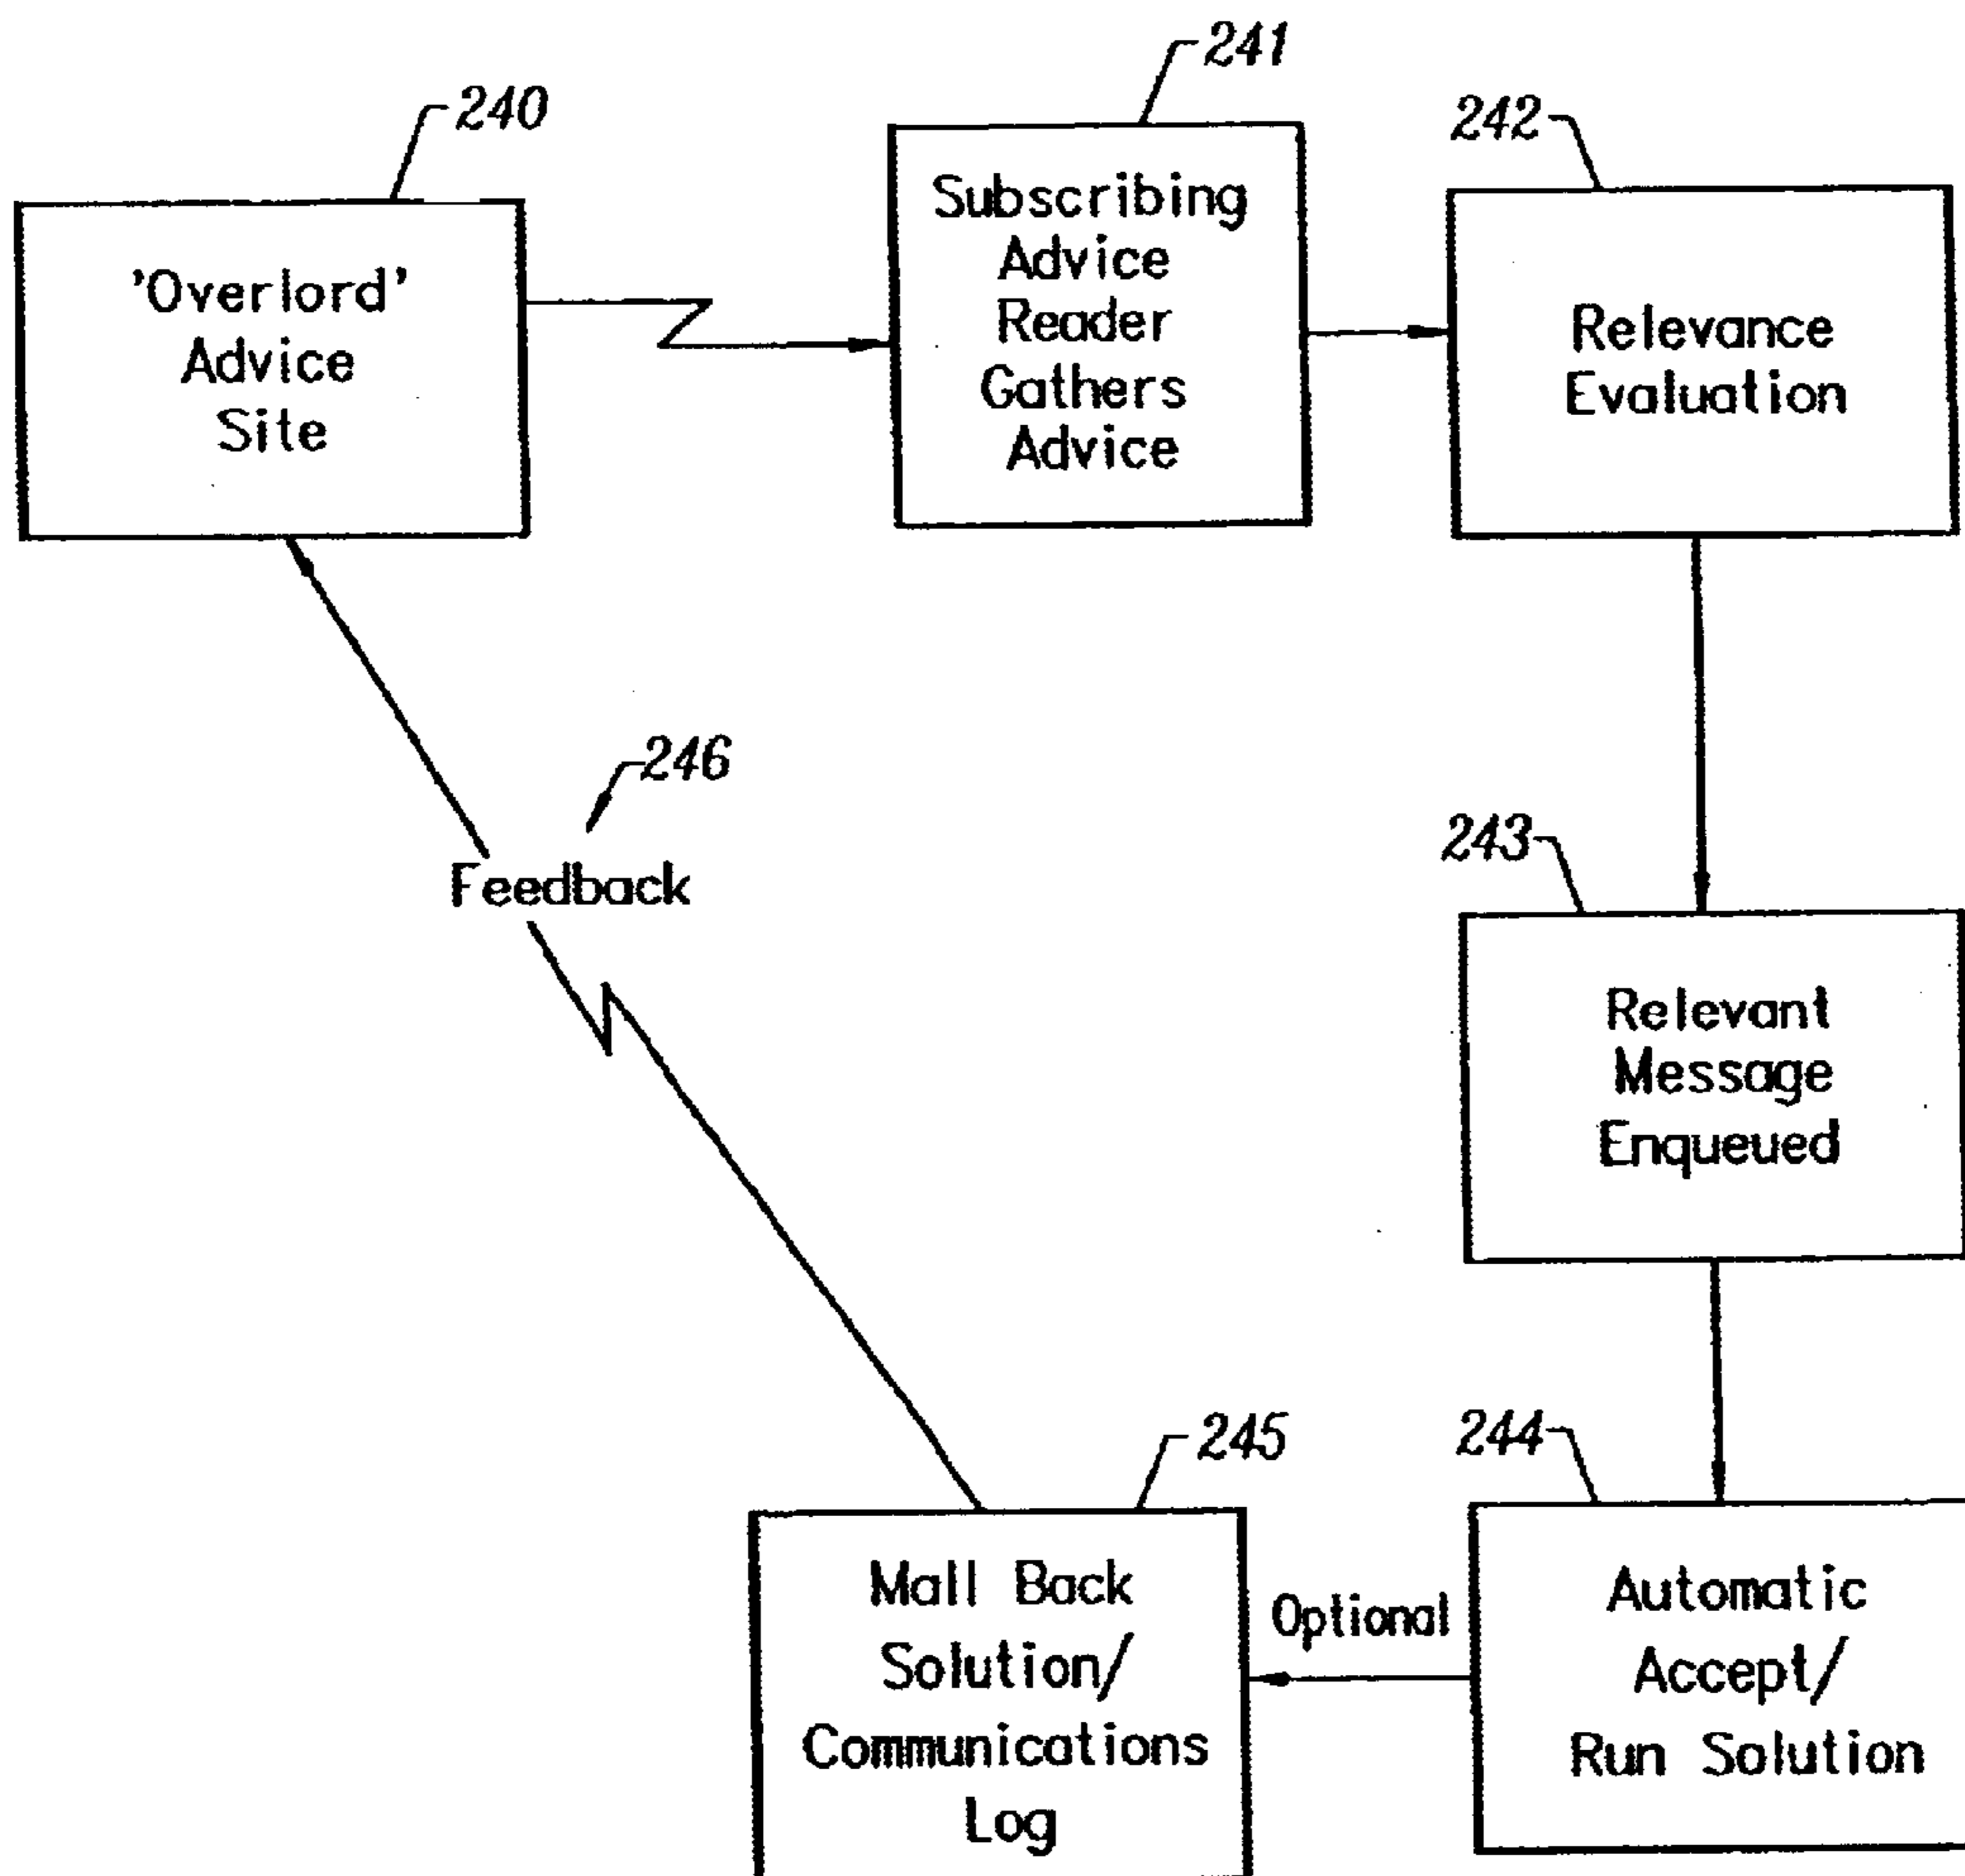 240
'Overlord'
Advice
Site
241
Subscribing
Advice
Reader
Gathers
Advice
242
Relevance
Evaluation
246
Feedback
243
Relevant
Message
Enqueued
245
Mall Back
Solution/
Communications
Log
Optional
244
Automatic
Accept/
Run Solution